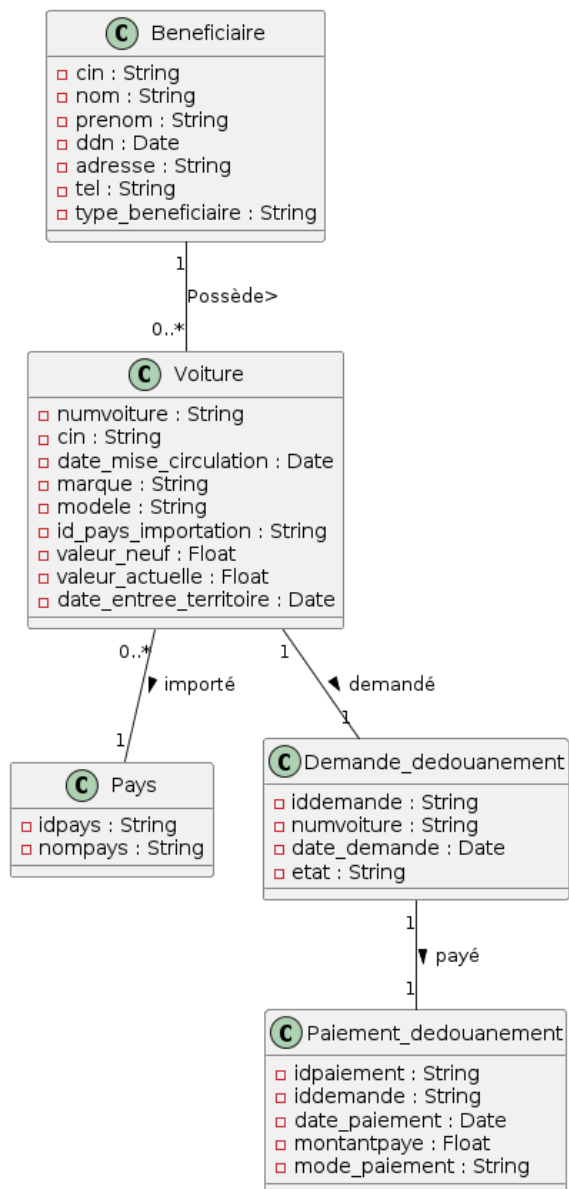 C Beneficiaire
cin : String
nom : String
prenom : String
ddn : Date
adresse : String
tel : String
type_beneficiaire : String
1
Possède>
0..*
C Voiture
numvoiture : String
cin : String
date_mise_circulation : Date
marque : String
modele : String
id_pays_importation : String
valeur_neuf : Float
valeur_actuelle : Float
date_entree_territoire : Date
0..*
1
importé
demandé
1
1
C Pays
idpays : String
nompays : String
C Demande_dedouanement
iddemande : String
numvoiture : String
date_demande : Date
etat : String
1
payé
1
C Paiement_dedouanement
idpaiement : String
iddemande : String
date_paiement : Date
montantpaye : Float
mode_paiement : String